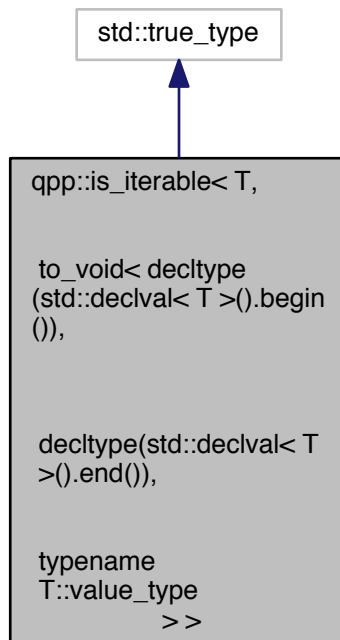 std::true_type
qpp::is_iterable< T,
to_void< decltype
(std::declval< T >().begin
()),
decltype(std::declval< T
>().end()),
typename
T::value_type
> >